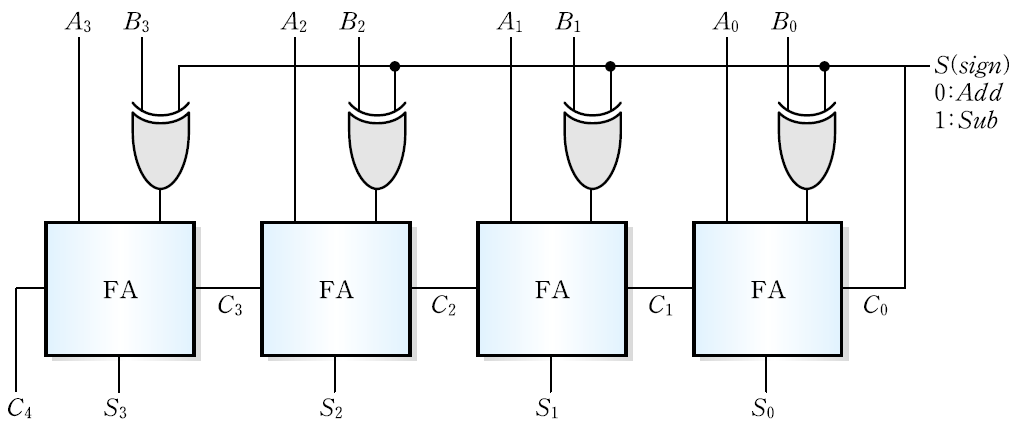 A₃ B₃ A₂ B₂ A₁ B₁ A₀ B₀
S(sign)
0:Add
1:Sub
FA FA FA FA
C₃ C₂ C₁ C₀
C₄ S₃ S₂ S₁ S₀